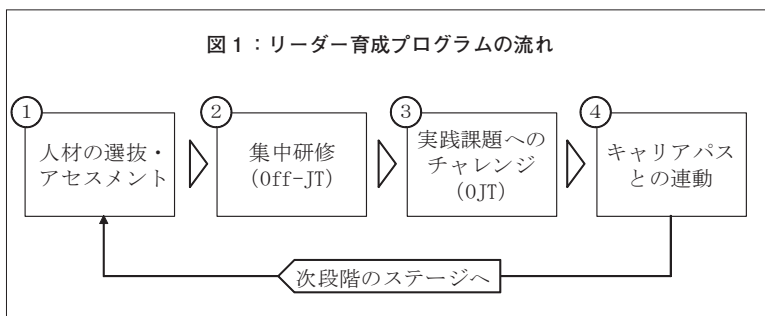 図1：リーダー育成プログラムの流れ
①
人材の選抜・
アセスメント
②
集中研修
(Off-JT)
③
実践課題への
チャレンジ
(OJT)
④
キャリアパス
との連動
次段階のステージへ